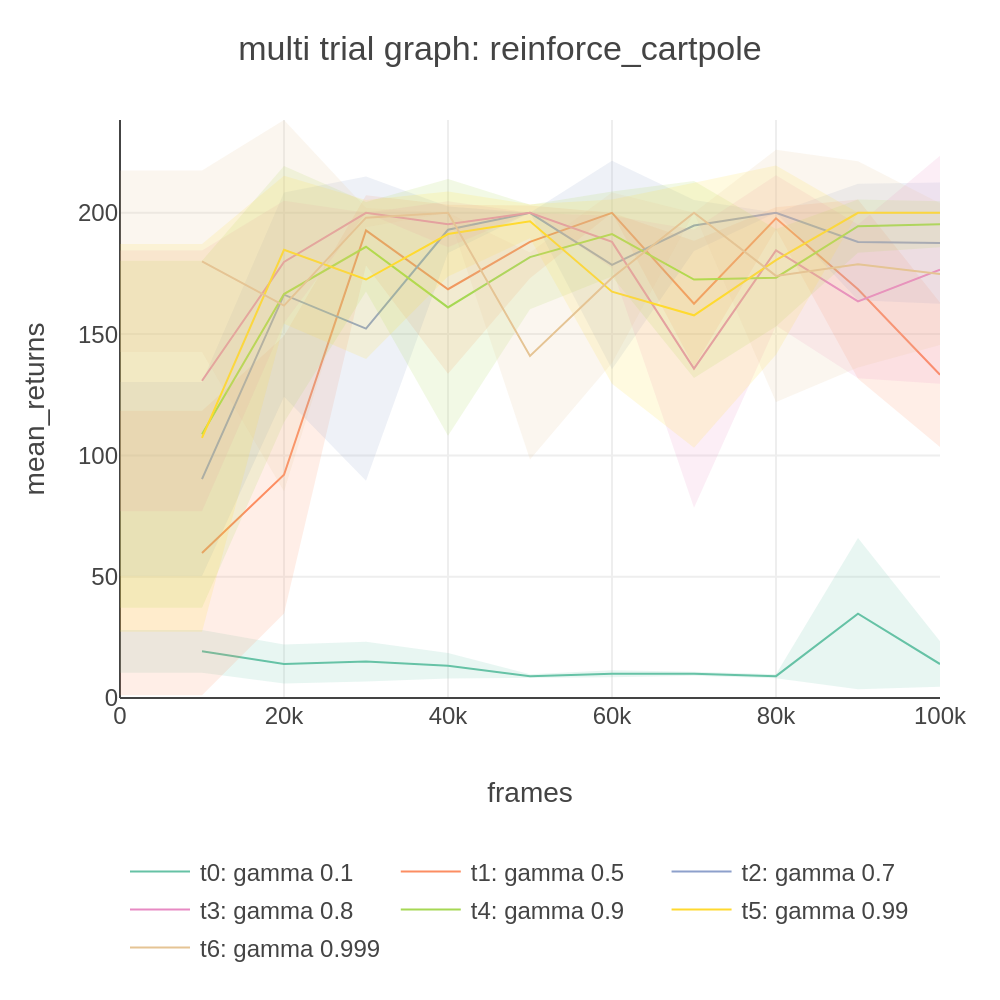 multi trial graph: reinforce_cartpole
mean_returns
200
150
100
50
0
0 20k 40k 60k 80k 100k
frames
t0: gamma 0.1 t1: gamma 0.5 t2: gamma 0.7
t3: gamma 0.8 t4: gamma 0.9 t5: gamma 0.99
t6: gamma 0.999